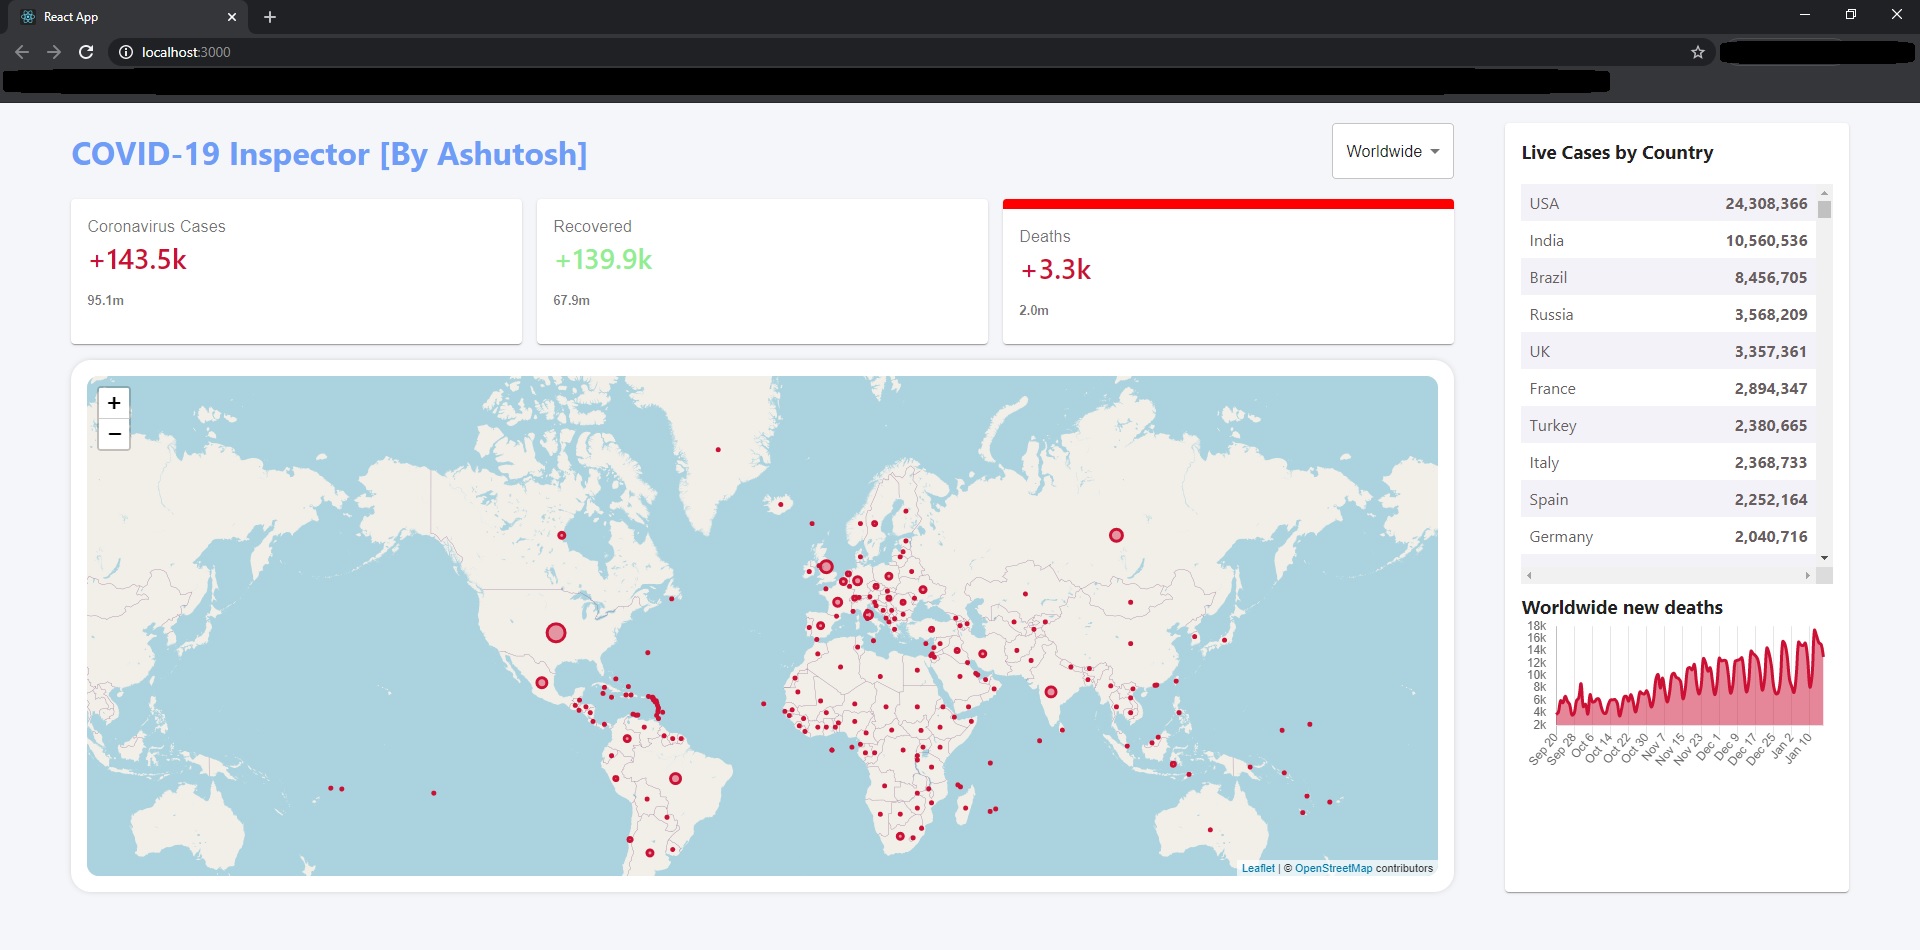 React App
localhost:3000
COVID-19 Inspector [By Ashutosh]
Worldwide
Coronavirus Cases
+143.5k
95.1m
Recovered
+139.9k
67.9m
Deaths
+3.3k
2.0m
+
−
Leaflet | © OpenStreetMap contributors
Live Cases by Country
USA 24,308,366
India 10,560,536
Brazil 8,456,705
Russia 3,568,209
UK 3,357,361
France 2,894,347
Turkey 2,380,665
Italy 2,368,733
Spain 2,252,164
Germany 2,040,716
Worldwide new deaths
18k
16k
14k
12k
10k
8k
6k
4k
2k
Sep 20 Sep 28 Oct 6 Oct 14 Oct 22 Oct 30 Nov 7 Nov 15 Nov 23 Dec 1 Dec 9 Dec 17 Dec 25 Jan 2 Jan 10